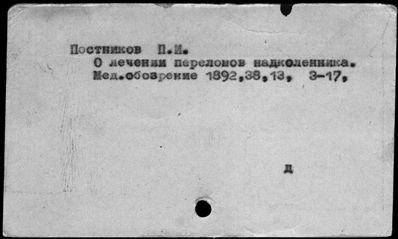 Постников П.И.
О лечении переломов надколенника.
Мед.обозрение 1892,38,13, 3-17,
Д